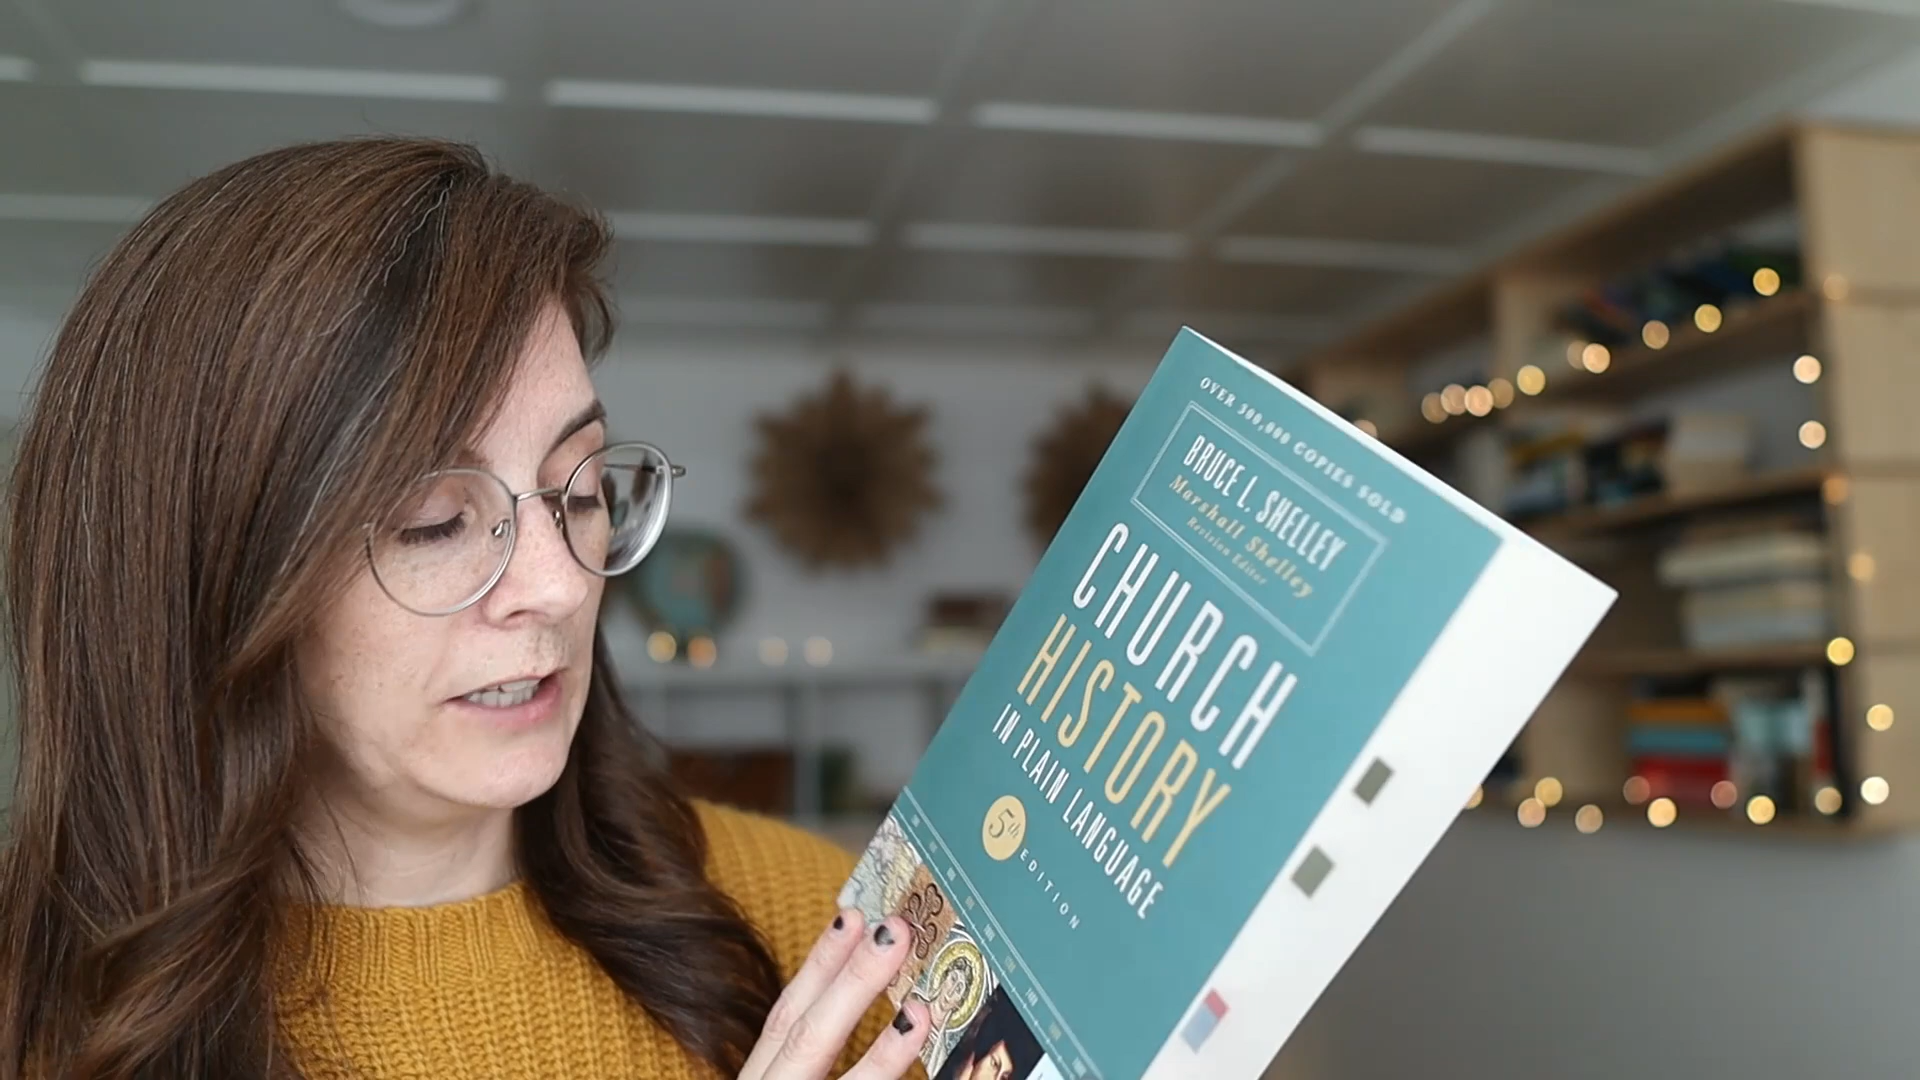 OVER 300,000 COPIES SOLD
BRUCE L. SHELLEY
Marshall Shelley
Revision Editor
CHURCH
HISTORY
IN PLAIN LANGUAGE
5th
EDITION